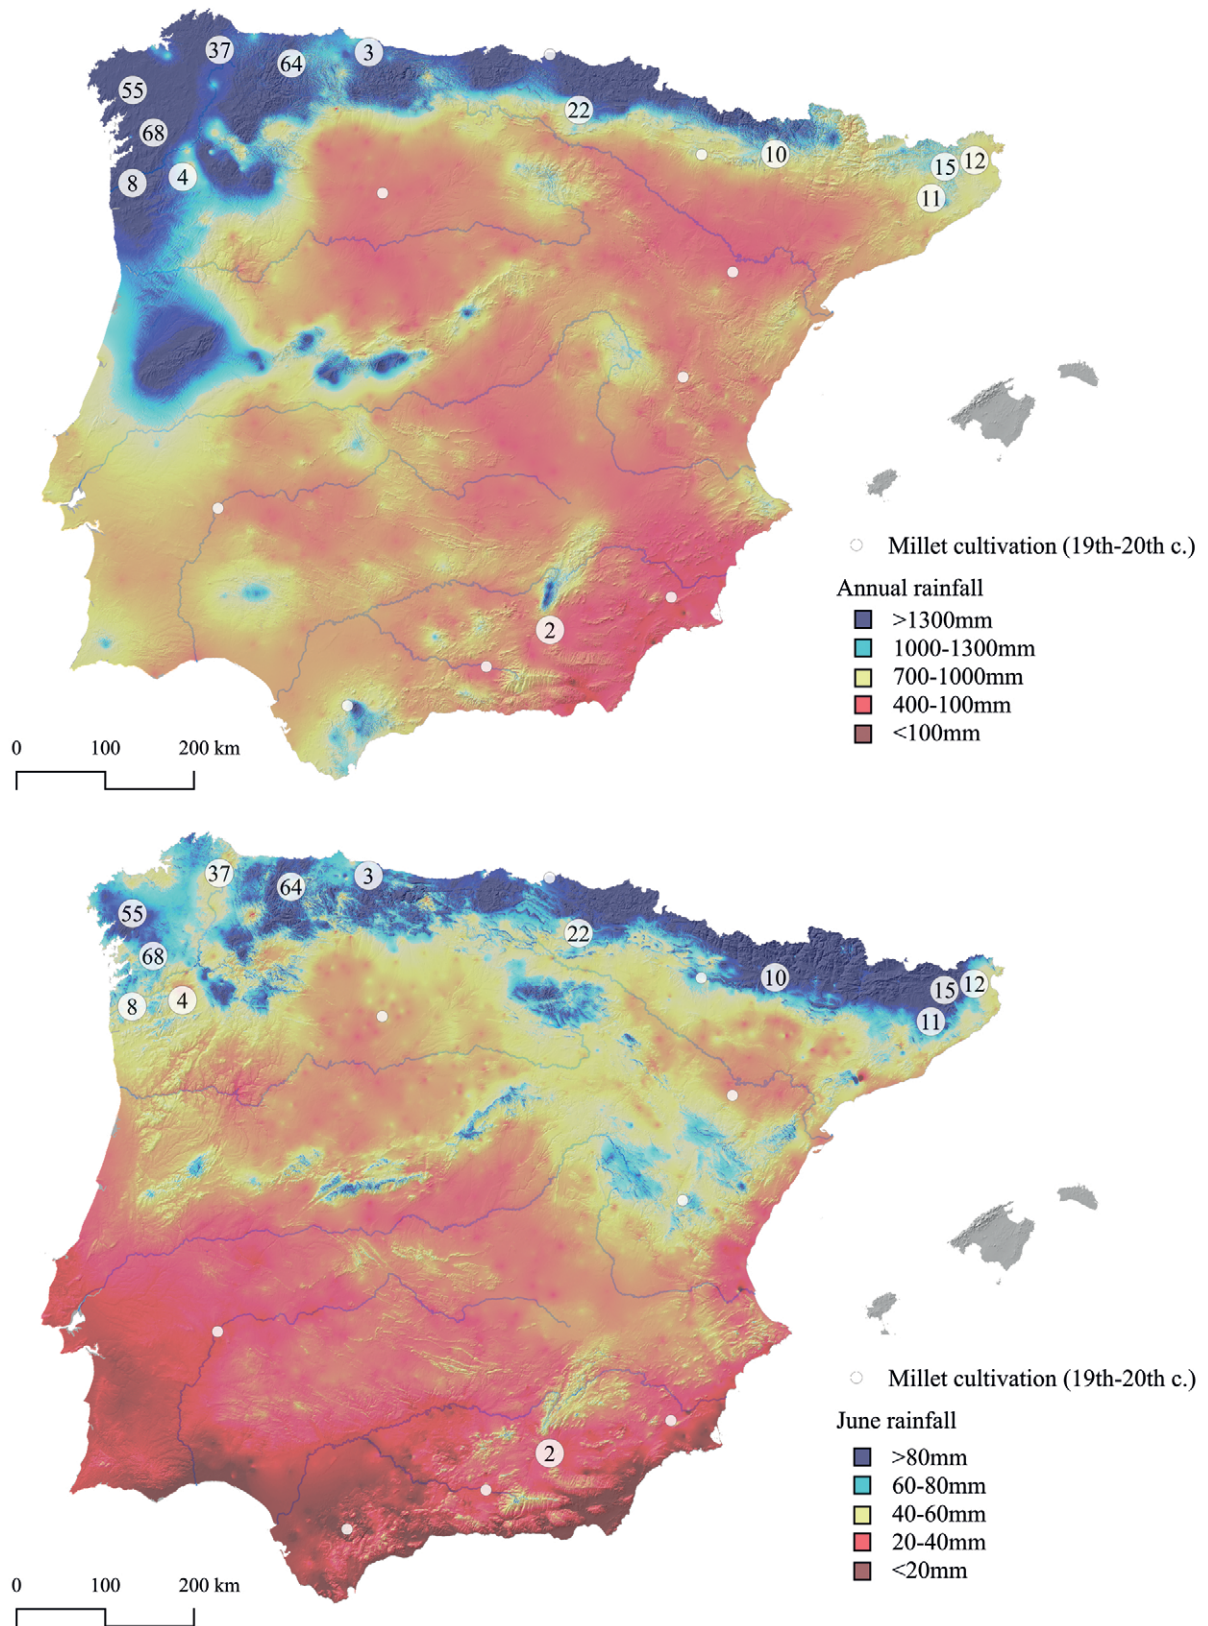 37
64
3
55
22
68
10
15
12
4
8
11
2
Millet cultivation (19th-20th c.)
Annual rainfall
>1300mm
1000-1300mm
700-1000mm
400-100mm
<100mm
0 100 200 km
37
64
3
55
22
68
10
15
12
4
8
11
2
Millet cultivation (19th-20th c.)
June rainfall
>80mm
60-80mm
40-60mm
20-40mm
<20mm
0 100 200 km